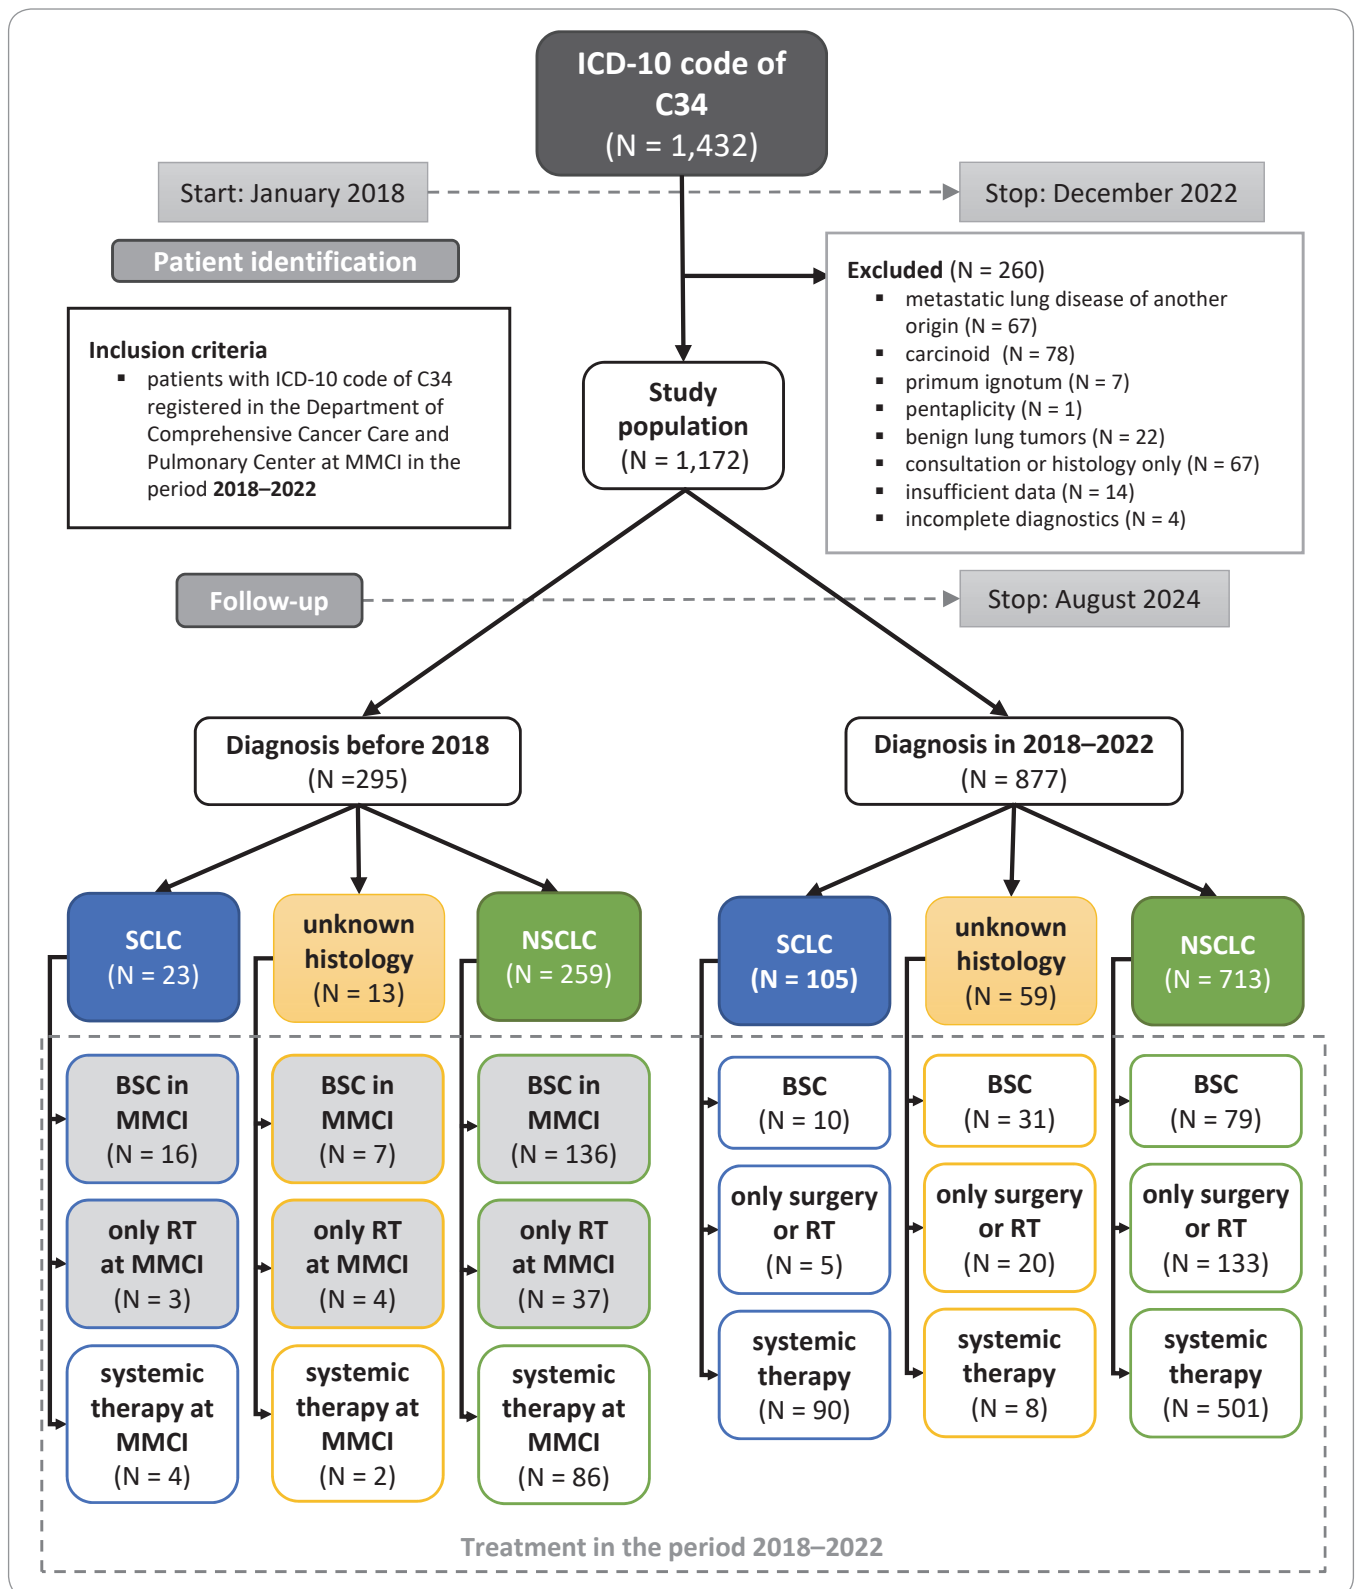 ICD-10 code of
C34
(N = 1,432)
Start: January 2018
Stop: December 2022
Patient identification
Inclusion criteria
▪ patients with ICD-10 code of C34
registered in the Department of
Comprehensive Cancer Care and
Pulmonary Center at MMCI in the
period 2018–2022
Excluded (N = 260)
▪ metastatic lung disease of another
origin (N = 67)
▪ carcinoid (N = 78)
▪ primum ignotum (N = 7)
▪ pentaplicity (N = 1)
▪ benign lung tumors (N = 22)
▪ consultation or histology only (N = 67)
▪ insufficient data (N = 14)
▪ incomplete diagnostics (N = 4)
Study
population
(N = 1,172)
Follow-up
Stop: August 2024
Diagnosis before 2018
(N =295)
Diagnosis in 2018–2022
(N = 877)
SCLC
(N = 23)
unknown
histology
(N = 13)
NSCLC
(N = 259)
SCLC
(N = 105)
unknown
histology
(N = 59)
NSCLC
(N = 713)
BSC in
MMCI
(N = 16)
BSC in
MMCI
(N = 7)
BSC in
MMCI
(N = 136)
BSC
(N = 10)
BSC
(N = 31)
BSC
(N = 79)
only RT
at MMCI
(N = 3)
only RT
at MMCI
(N = 4)
only RT
at MMCI
(N = 37)
only surgery
or RT
(N = 5)
only surgery
or RT
(N = 20)
only surgery
or RT
(N = 133)
systemic
therapy at
MMCI
(N = 4)
systemic
therapy at
MMCI
(N = 2)
systemic
therapy at
MMCI
(N = 86)
systemic
therapy
(N = 90)
systemic
therapy
(N = 8)
systemic
therapy
(N = 501)
Treatment in the period 2018–2022